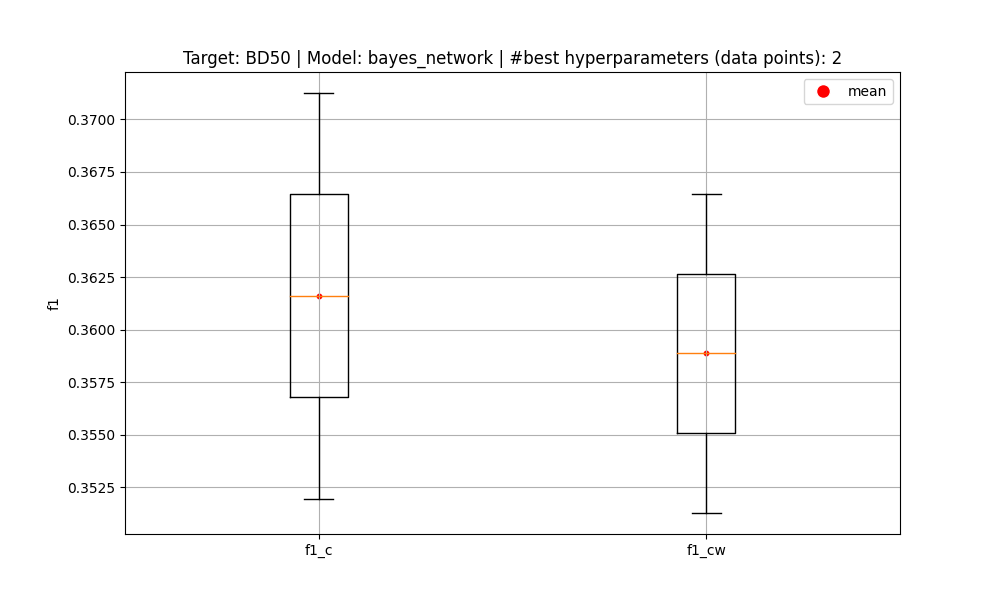 Target: BD50 | Model: bayes_network | #best hyperparameters (data points): 2
mean
0.3700
0.3675
0.3650
0.3625
0.3600
0.3575
0.3550
0.3525
f1
f1_c
f1_cw